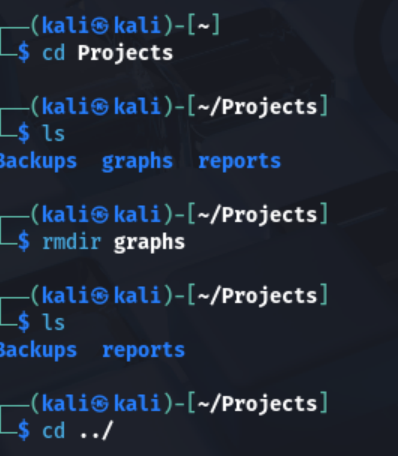 ┌──(kali㉿kali)-[~]
└─$ cd Projects
┌──(kali㉿kali)-[~/Projects]
└─$ ls
Backups graphs reports
┌──(kali㉿kali)-[~/Projects]
└─$ rmdir graphs
┌──(kali㉿kali)-[~/Projects]
└─$ ls
Backups reports
┌──(kali㉿kali)-[~/Projects]
└─$ cd ../